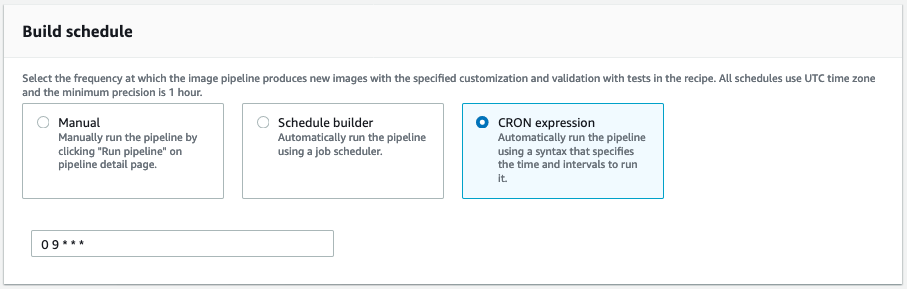 Build schedule
Select the frequency at which the image pipeline produces new images with the specified customization and validation with tests in the recipe. All schedules use UTC time zone
and the minimum precision is 1 hour.
Manual
Manually run the pipeline by
clicking "Run pipeline" on
pipeline detail page.
Schedule builder
Automatically run the pipeline
using a job scheduler.
CRON expression
Automatically run the pipeline
using a syntax that specifies
the time and intervals to run
it.
0 9 * * *